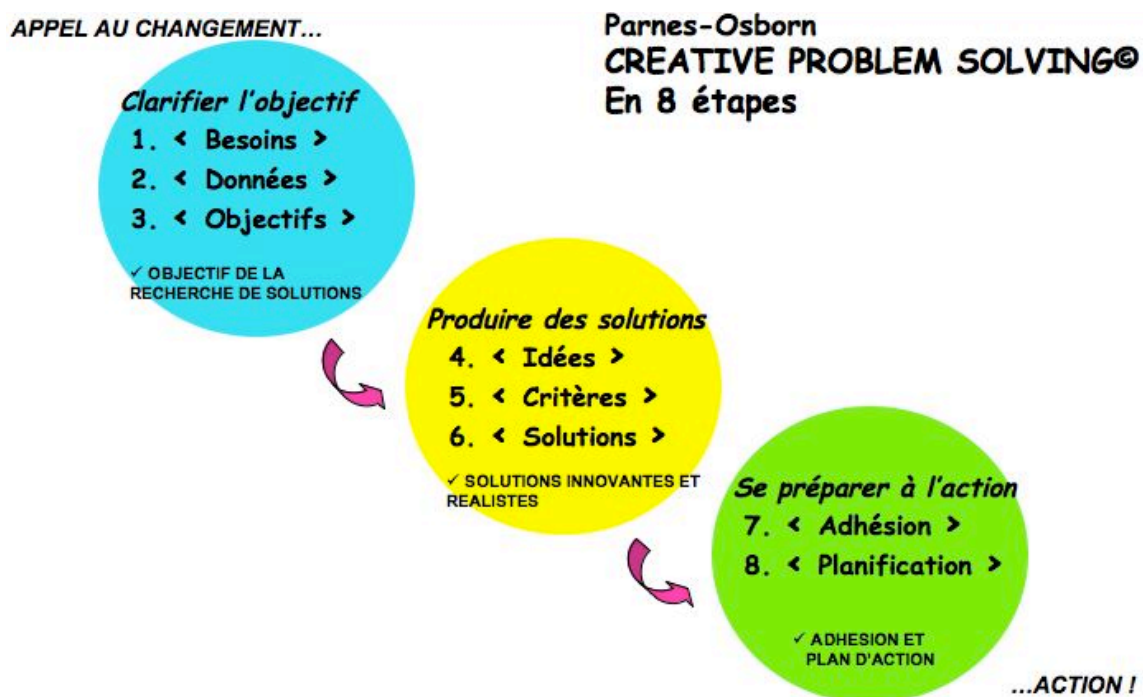 APPEL AU CHANGEMENT...
Parnes-Osborn
CREATIVE PROBLEM SOLVING©
En 8 étapes
Clarifier l'objectif
1. < Besoins >
2. < Données >
3. < Objectifs >
✓ OBJECTIF DE LA
RECHERCHE DE SOLUTIONS
Produire des solutions
4. < Idées >
5. < Critères >
6. < Solutions >
✓ SOLUTIONS INNOVANTES ET
REALISTES
Se préparer à l'action
7. < Adhésion >
8. < Planification >
✓ ADHESION ET
PLAN D'ACTION
...ACTION !